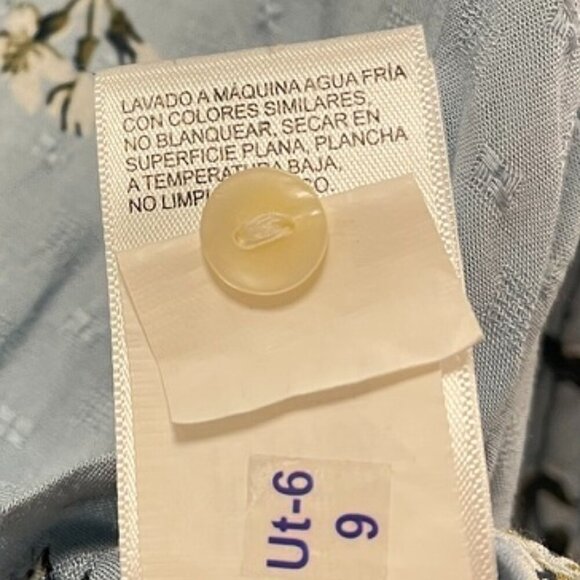 LAVADO A MÁQUINA AGUA FRÍA
CON COLORES SIMILARES,
NO BLANQUEAR, SECAR EN
SUPERFICIE PLANA, PLANCHA
A TEMPERATURA BAJA,
NO
Ut-6
9